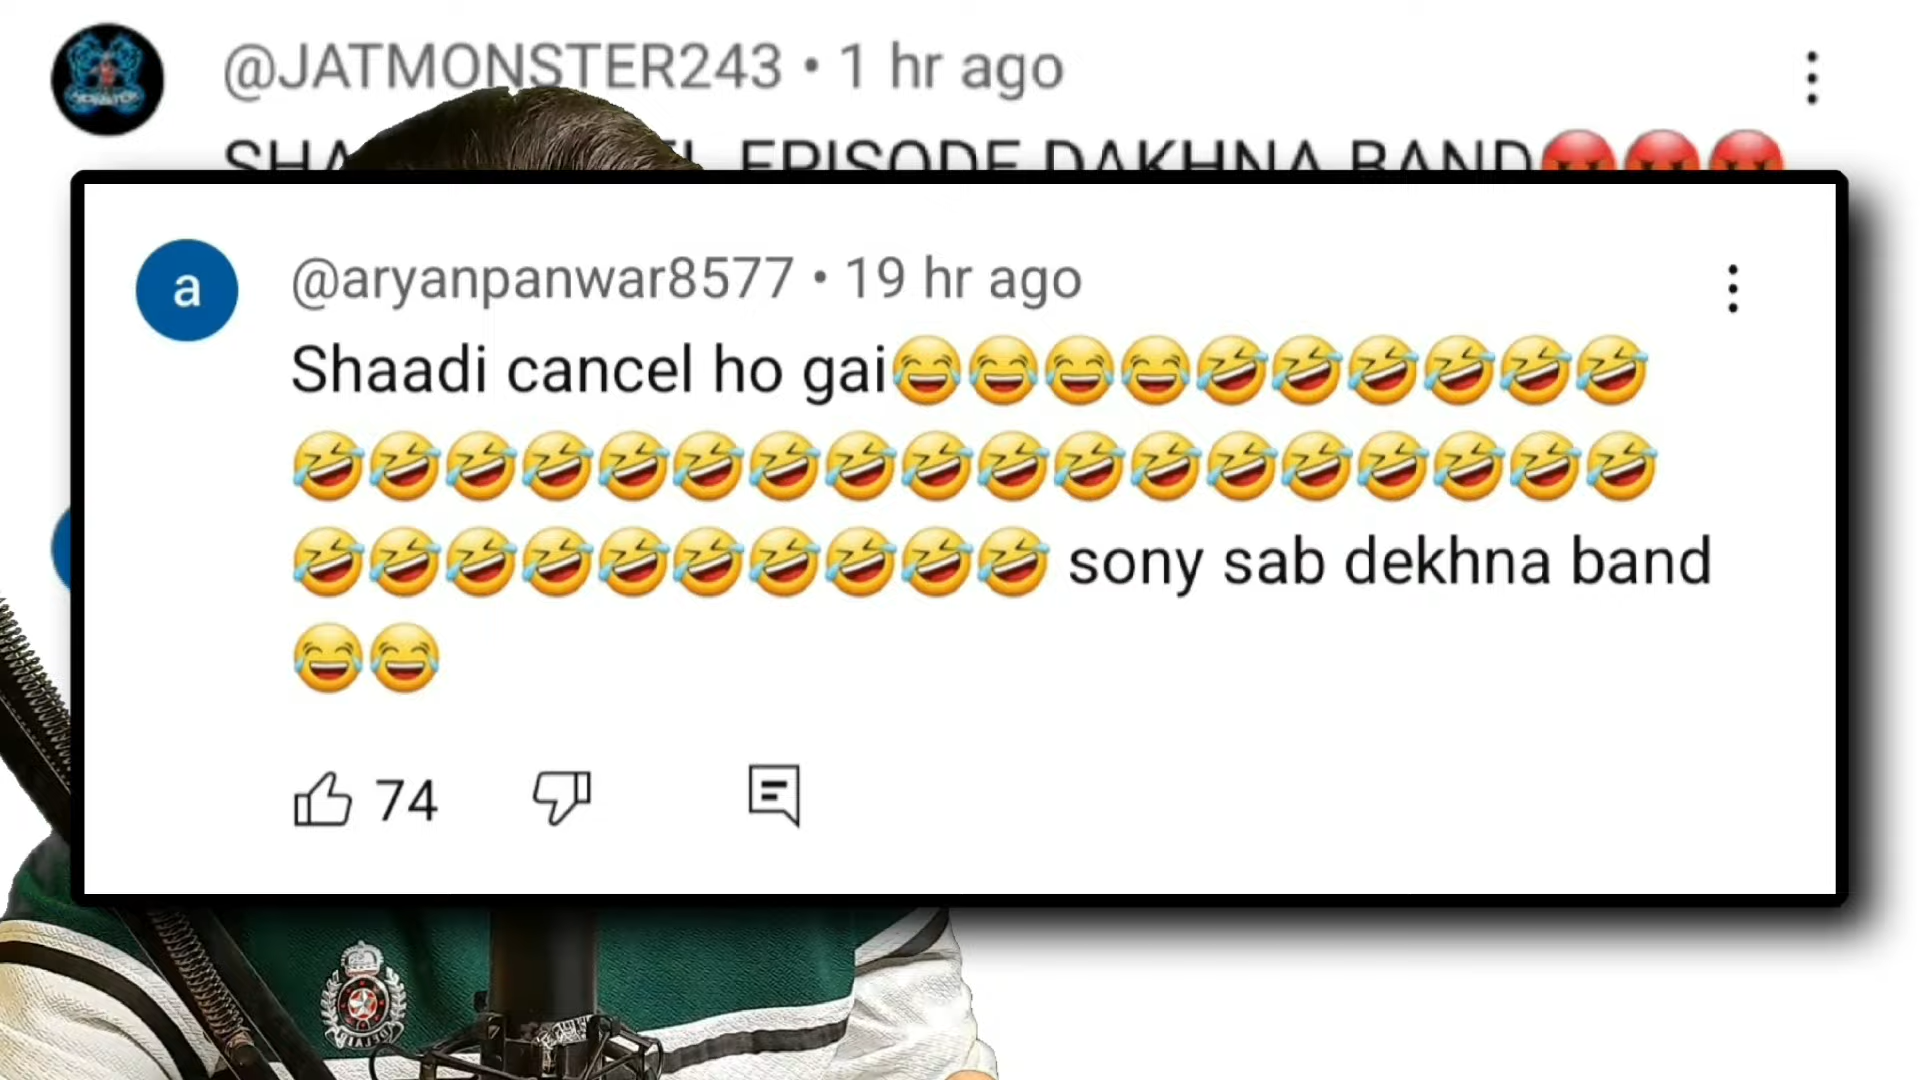 @JATMONSTER243 • 1 hr ago
EPISODE DAKHNA BAND😡😡😡
a
@aryanpanwar8577 • 19 hr ago
Shaadi cancel ho gai😂😂😂😂🤣🤣🤣🤣🤣🤣
🤣🤣🤣🤣🤣🤣🤣🤣🤣🤣🤣🤣🤣🤣🤣🤣🤣🤣
🤣🤣🤣🤣🤣🤣🤣🤣🤣🤣 sony sab dekhna band
😂😂
74